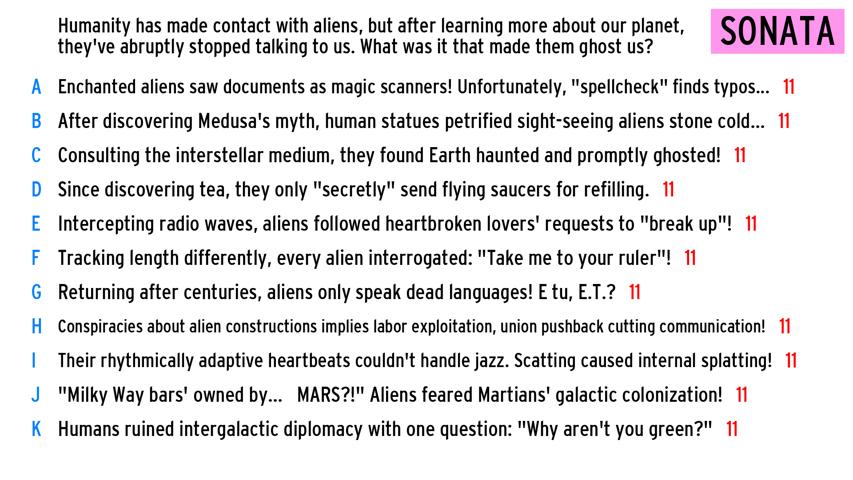 Humanity has made contact with aliens, but after learning more about our planet,
they've abruptly stopped talking to us. What was it that made them ghost us?
SONATA
A Enchanted aliens saw documents as magic scanners! Unfortunately, "spellcheck" finds typos... 11
B After discovering Medusa's myth, human statues petrified sight-seeing aliens stone cold... 11
C Consulting the interstellar medium, they found Earth haunted and promptly ghosted! 11
D Since discovering tea, they only "secretly" send flying saucers for refilling. 11
E Intercepting radio waves, aliens followed heartbroken lovers' requests to "break up"! 11
F Tracking length differently, every alien interrogated: "Take me to your ruler"! 11
G Returning after centuries, aliens only speak dead languages! E tu, E.T.? 11
H Conspiracies about alien constructions implies labor exploitation, union pushback cutting communication! 11
I Their rhythmically adaptive heartbeats couldn't handle jazz. Scatting caused internal splatting! 11
J "Milky Way bars' owned by... MARS?!" Aliens feared Martians' galactic colonization! 11
K Humans ruined intergalactic diplomacy with one question: "Why aren't you green?" 11